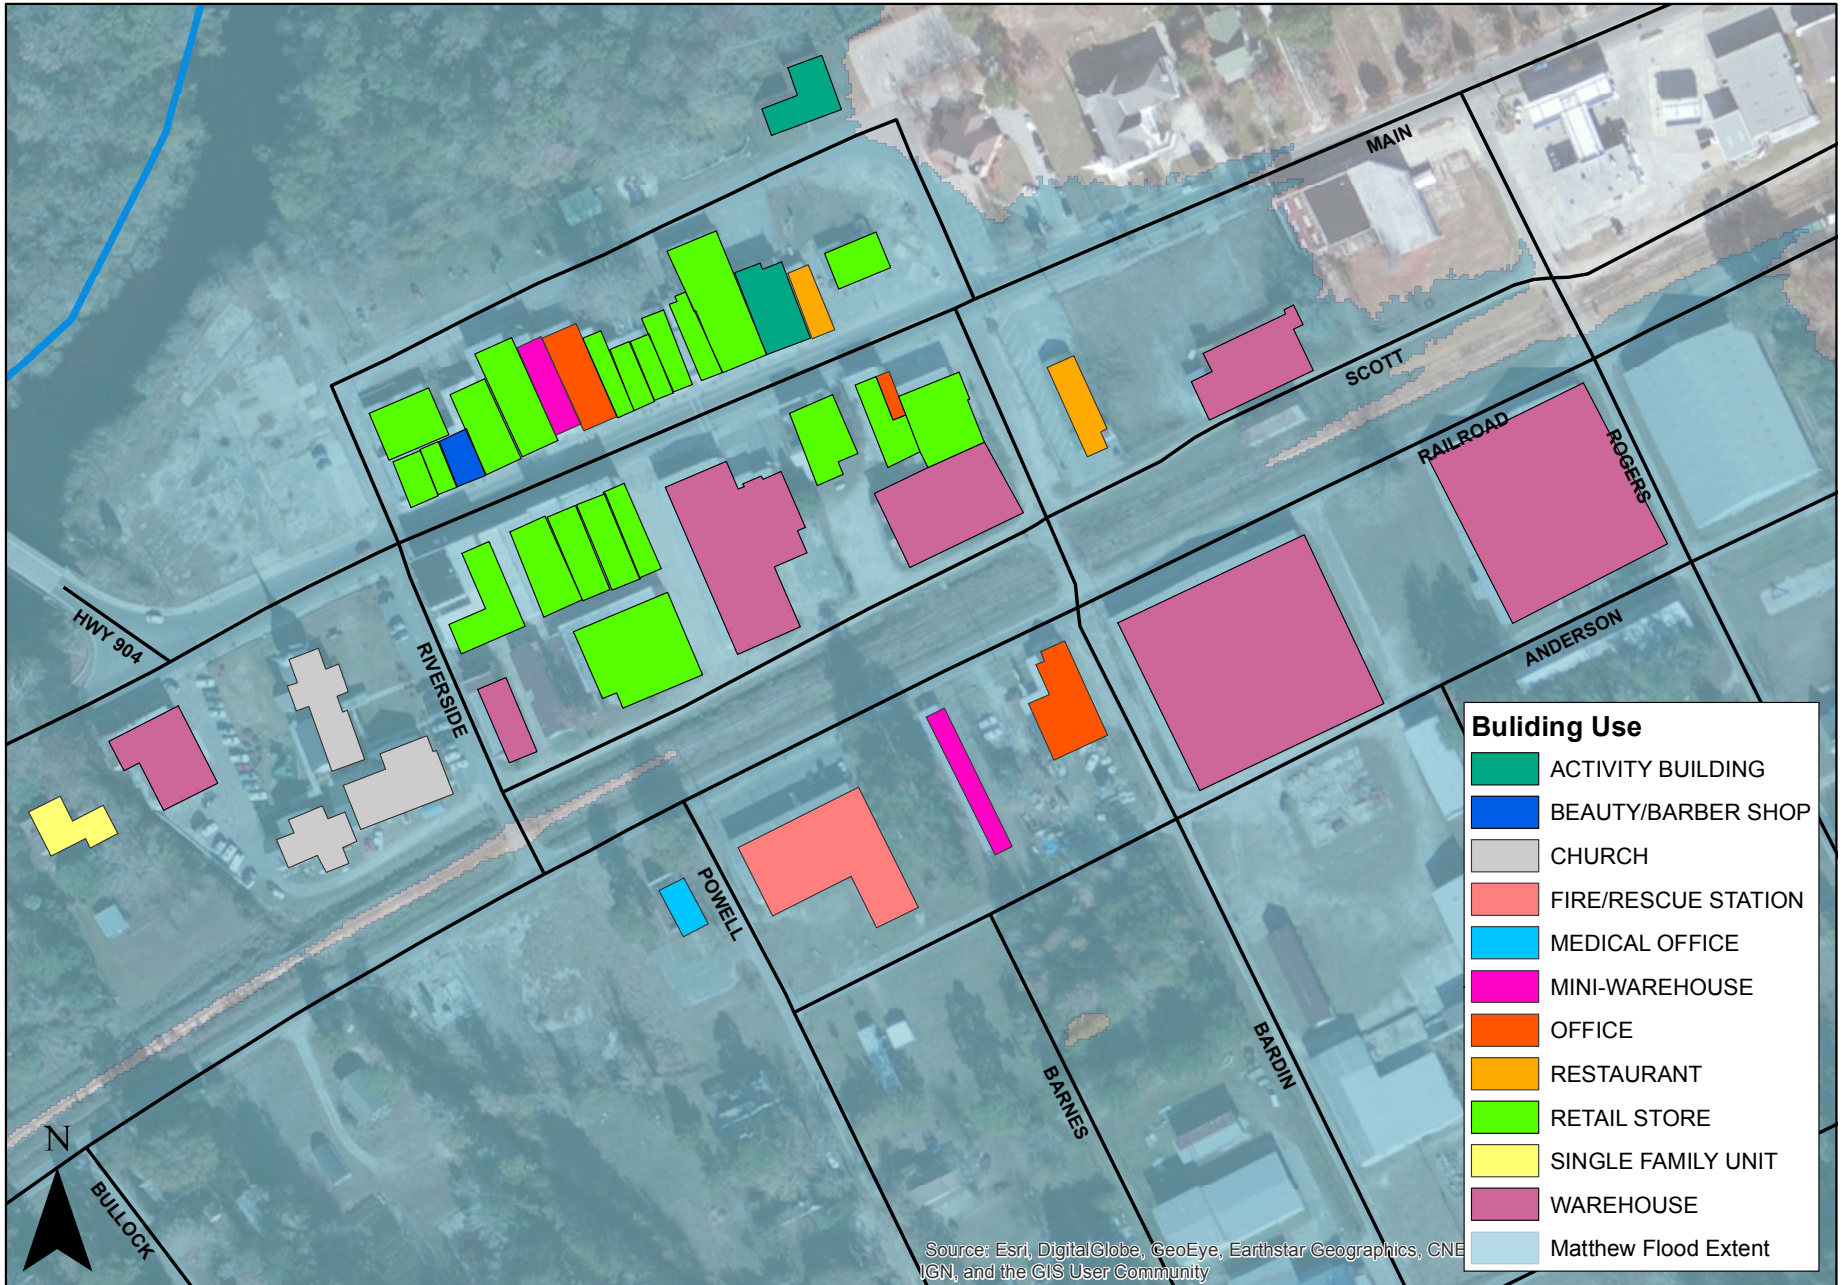 MAIN
SCOTT
RAILROAD
ROGERS
HWY 904
RIVERSIDE
ANDERSON
POWELL
BARDIN
BARNES
BULLOCK
N
Building Use
ACTIVITY BUILDING
BEAUTY/BARBER SHOP
CHURCH
FIRE/RESCUE STATION
MEDICAL OFFICE
MINI-WAREHOUSE
OFFICE
RESTAURANT
RETAIL STORE
SINGLE FAMILY UNIT
WAREHOUSE
Matthew Flood Extent
Source: Esri, DigitalGlobe, GeoEye, Earthstar Geographics, CNE
IGN, and the GIS User Community